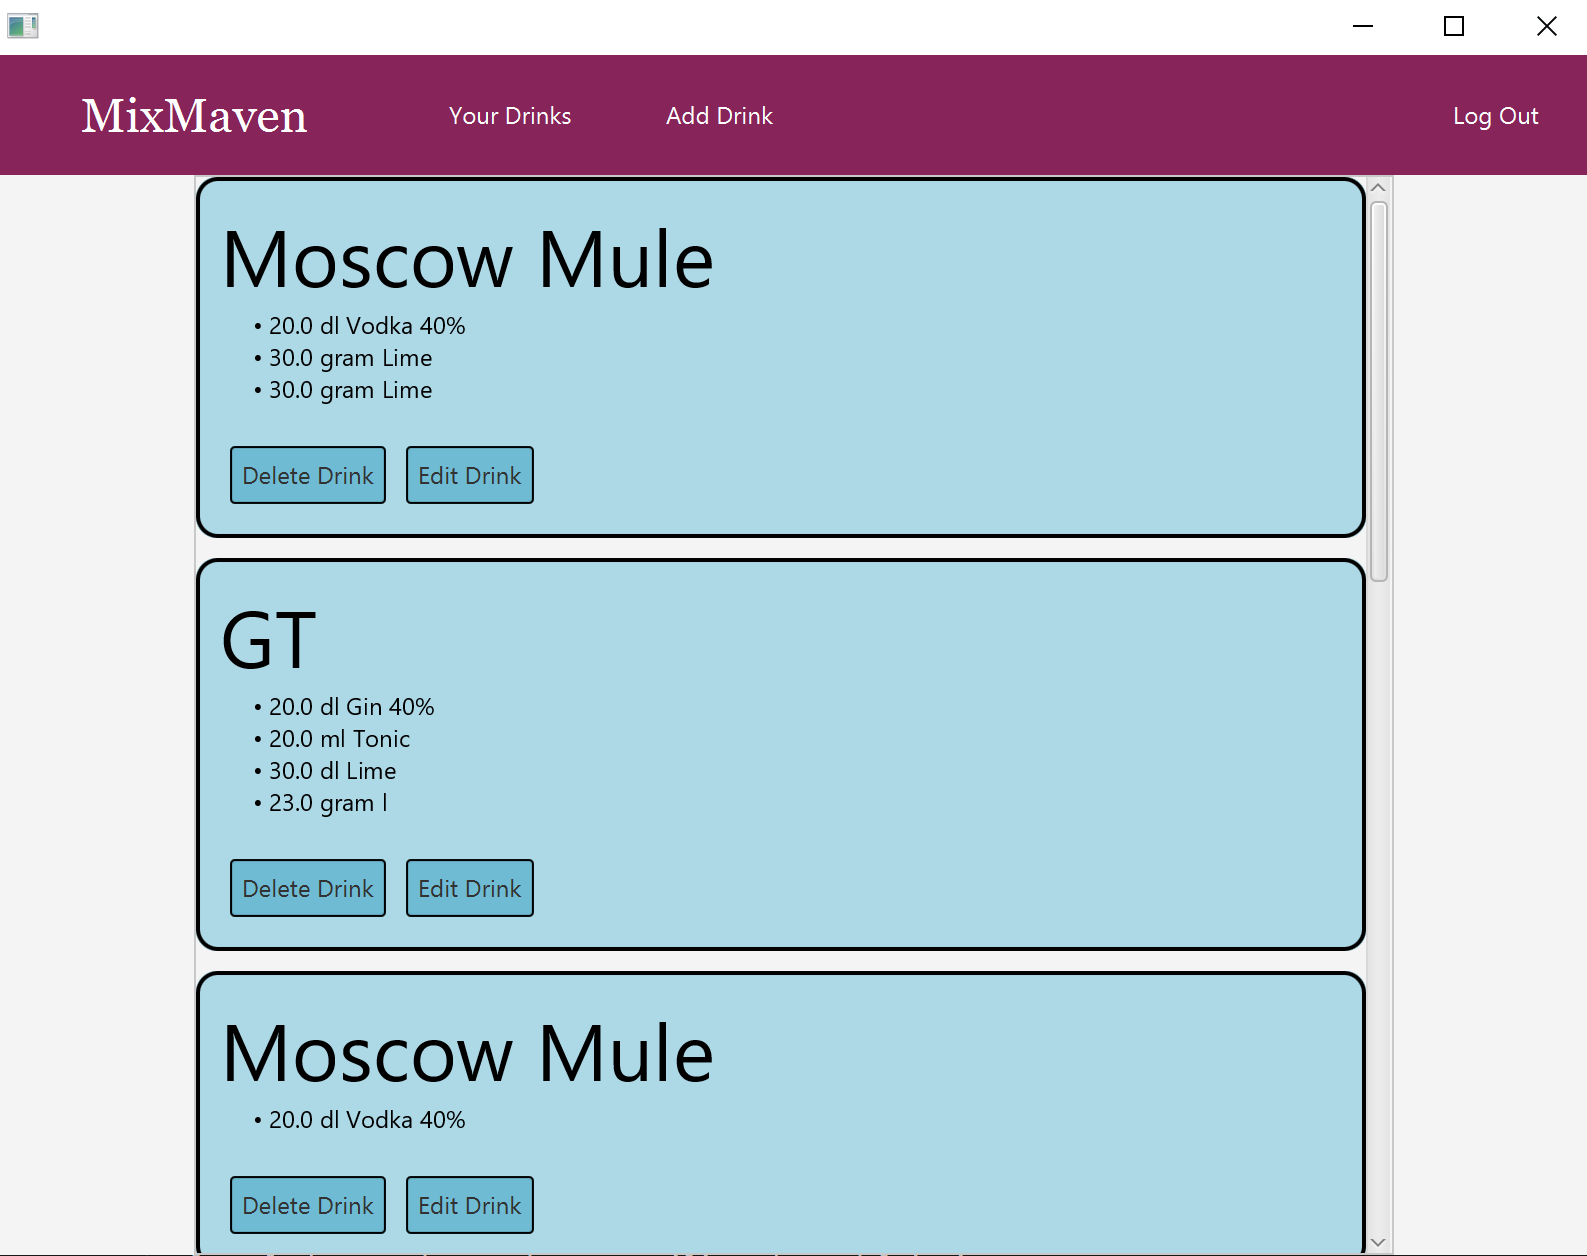 MixMaven Your Drinks Add Drink Log Out
Moscow Mule
• 20.0 dl Vodka 40%
• 30.0 gram Lime
• 30.0 gram Lime
Delete Drink Edit Drink
GT
• 20.0 dl Gin 40%
• 20.0 ml Tonic
• 30.0 dl Lime
• 23.0 gram l
Delete Drink Edit Drink
Moscow Mule
• 20.0 dl Vodka 40%
Delete Drink Edit Drink